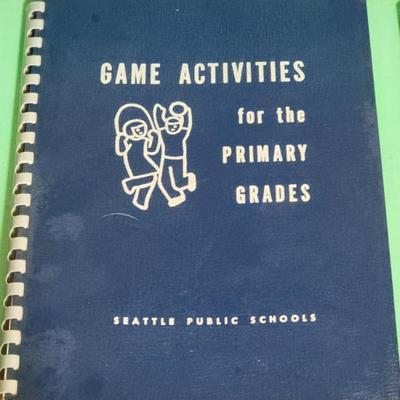 GAME ACTIVITIES
for the
PRIMARY
GRADES
SEATTLE PUBLIC SCHOOLS